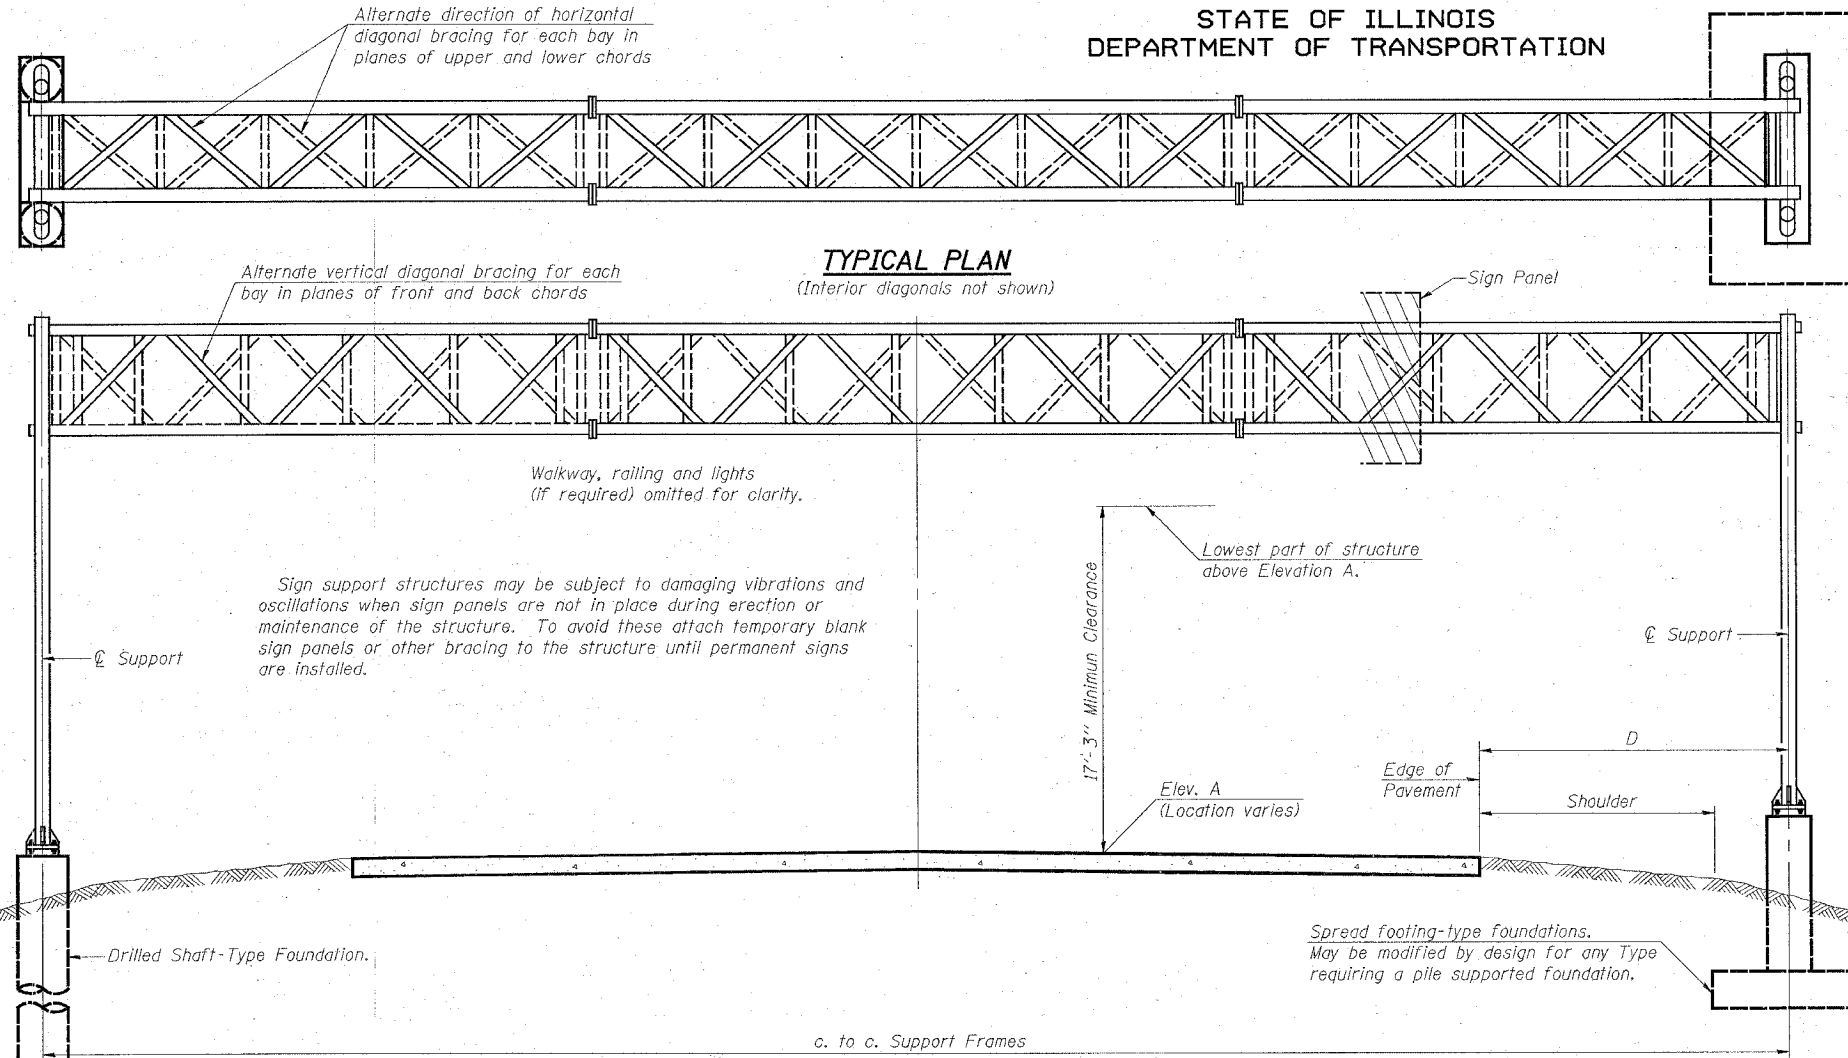 Alternate direction of horizontal
diagonal bracing for each bay in
planes of upper and lower chords
STATE OF ILLINOIS
DEPARTMENT OF TRANSPORTATION
TYPICAL PLAN
(Interior diagonals not shown)
Alternate vertical diagonal bracing for each
bay in planes of front and back chords
Sign Panel
Walkway, railing and lights
(if required) omitted for clarity.
Lowest part of structure
above Elevation A.
Sign support structures may be subject to damaging vibrations and
oscillations when sign panels are not in place during erection or
maintenance of the structure. To avoid these attach temporary blank
sign panels or other bracing to the structure until permanent signs
are installed.
17'-3" Minimun Clearance
℄ Support
℄ Support
D
Edge of
Pavement
Shoulder
Elev. A
(Location varies)
Drilled Shaft-Type Foundation.
Spread footing-type foundations.
May be modified by design for any Type
requiring a pile supported foundation.
c. to c. Support Frames